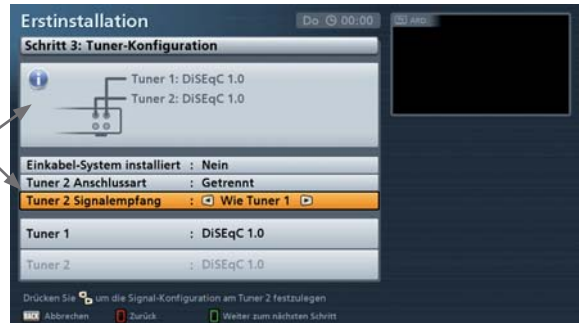 Erstinstallation
Do 00:00
ARD
Schritt 3: Tuner-Konfiguration
Tuner 1: DiSEqC 1.0
Tuner 2: DiSEqC 1.0
Einkabel-System installiert : Nein
Tuner 2 Anschlussart : Getrennt
Tuner 2 Signalempfang : Wie Tuner 1
Tuner 1 : DiSEqC 1.0
Tuner 2 : DiSEqC 1.0
Drücken Sie um die Signal-Konfiguration am Tuner 2 festzulegen
BACK Abbrechen Zurück Weiter zum nächsten Schritt